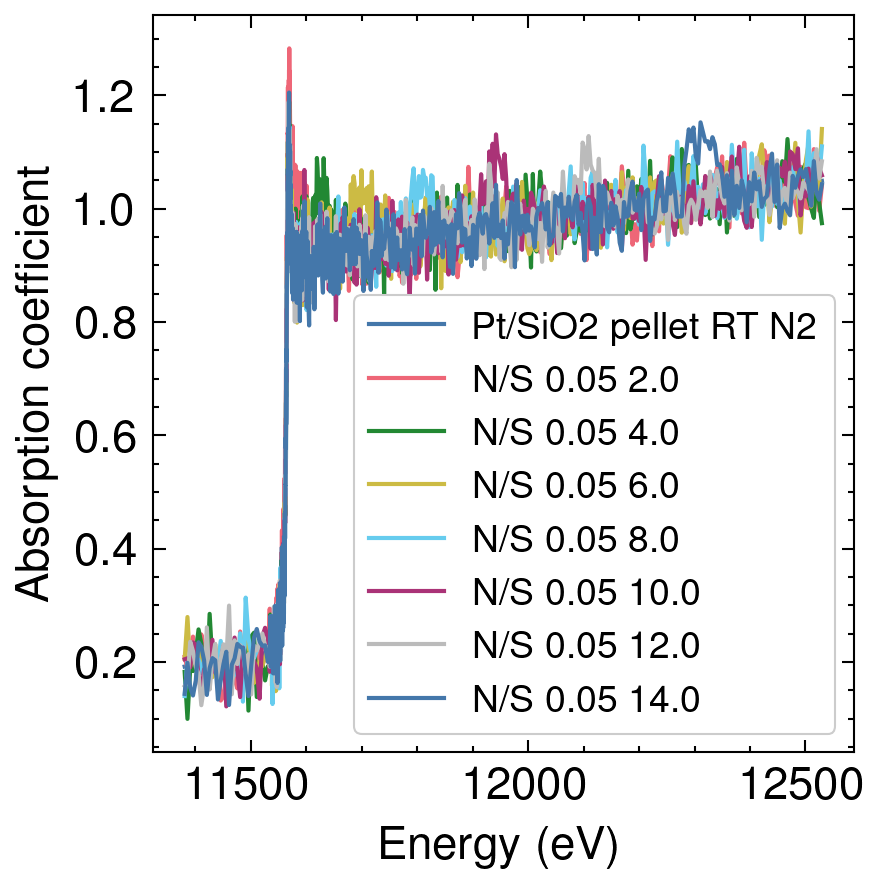 Absorption coefficient
1.2
1.0
0.8
0.6
0.4
0.2
Pt/SiO2 pellet RT N2
N/S 0.05 2.0
N/S 0.05 4.0
N/S 0.05 6.0
N/S 0.05 8.0
N/S 0.05 10.0
N/S 0.05 12.0
N/S 0.05 14.0
11500 12000 12500
Energy (eV)